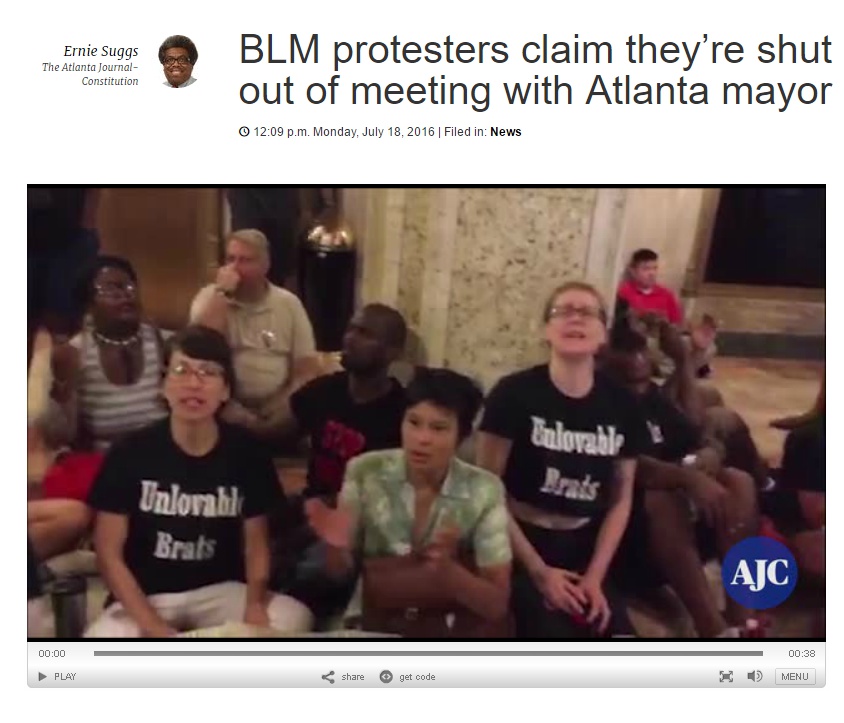 Ernie Suggs
The Atlanta Journal-
Constitution
BLM protesters claim they're shut
out of meeting with Atlanta mayor
12:09 p.m. Monday, July 18, 2016 | Filed in: News
Unlovabl
Brats
Unlovable
Brats
AJC
00:00
00:38
PLAY
share
get code
MENU